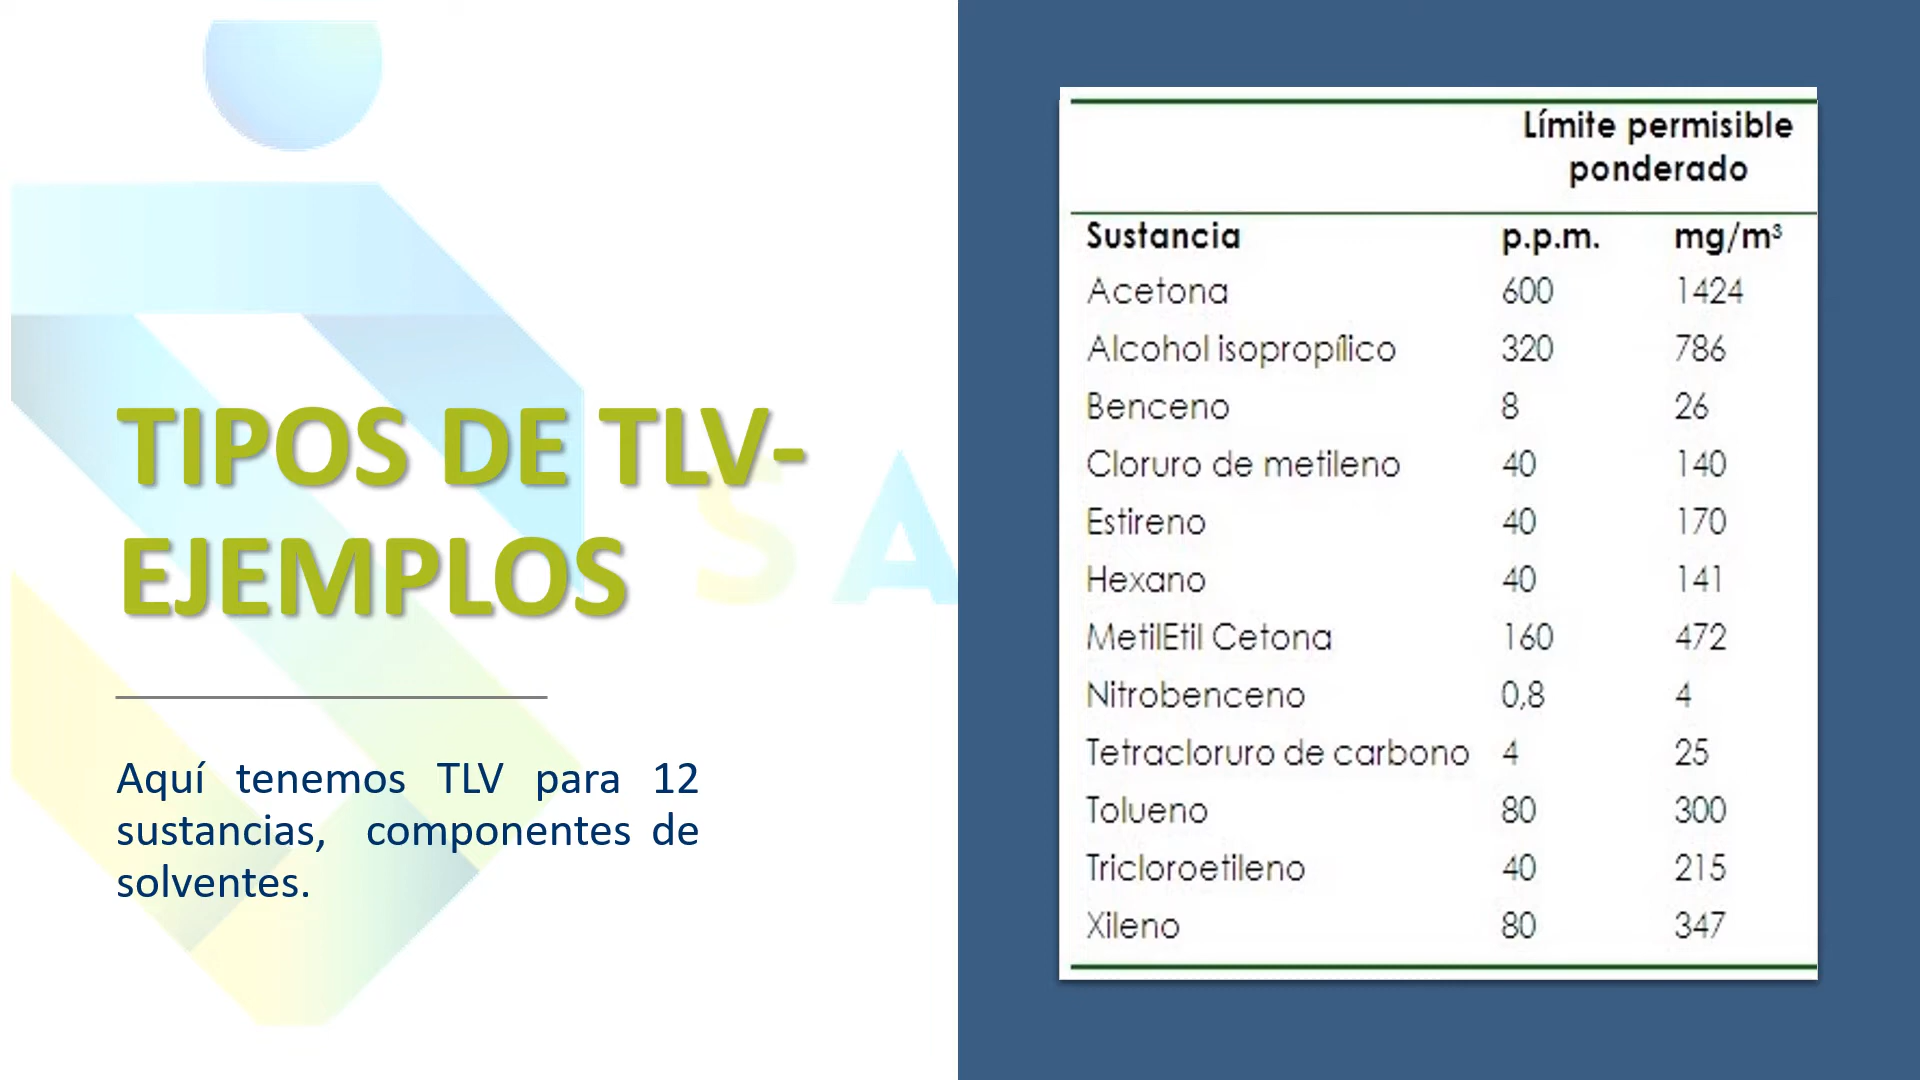 TIPOS DE TLV-
EJEMPLOS
SA
Aquí tenemos TLV para 12
sustancias, componentes de
solventes.
Límite permisible
ponderado
Sustancia p.p.m. mg/m³
Acetona 600 1424
Alcohol isopropílico 320 786
Benceno 8 26
Cloruro de metileno 40 140
Estireno 40 170
Hexano 40 141
MetilEtil Cetona 160 472
Nitrobenceno 0,8 4
Tetracloruro de carbono 4 25
Tolueno 80 300
Tricloroetileno 40 215
Xileno 80 347